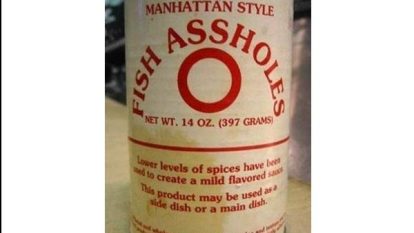 MANHATTAN STYLE
FISH ASSHOLES
NET WT. 14 OZ. (397 GRAMS)
Lower levels of spices have been
used to create a mild flavored sauce.
This product may be used as a
side dish or a main dish.